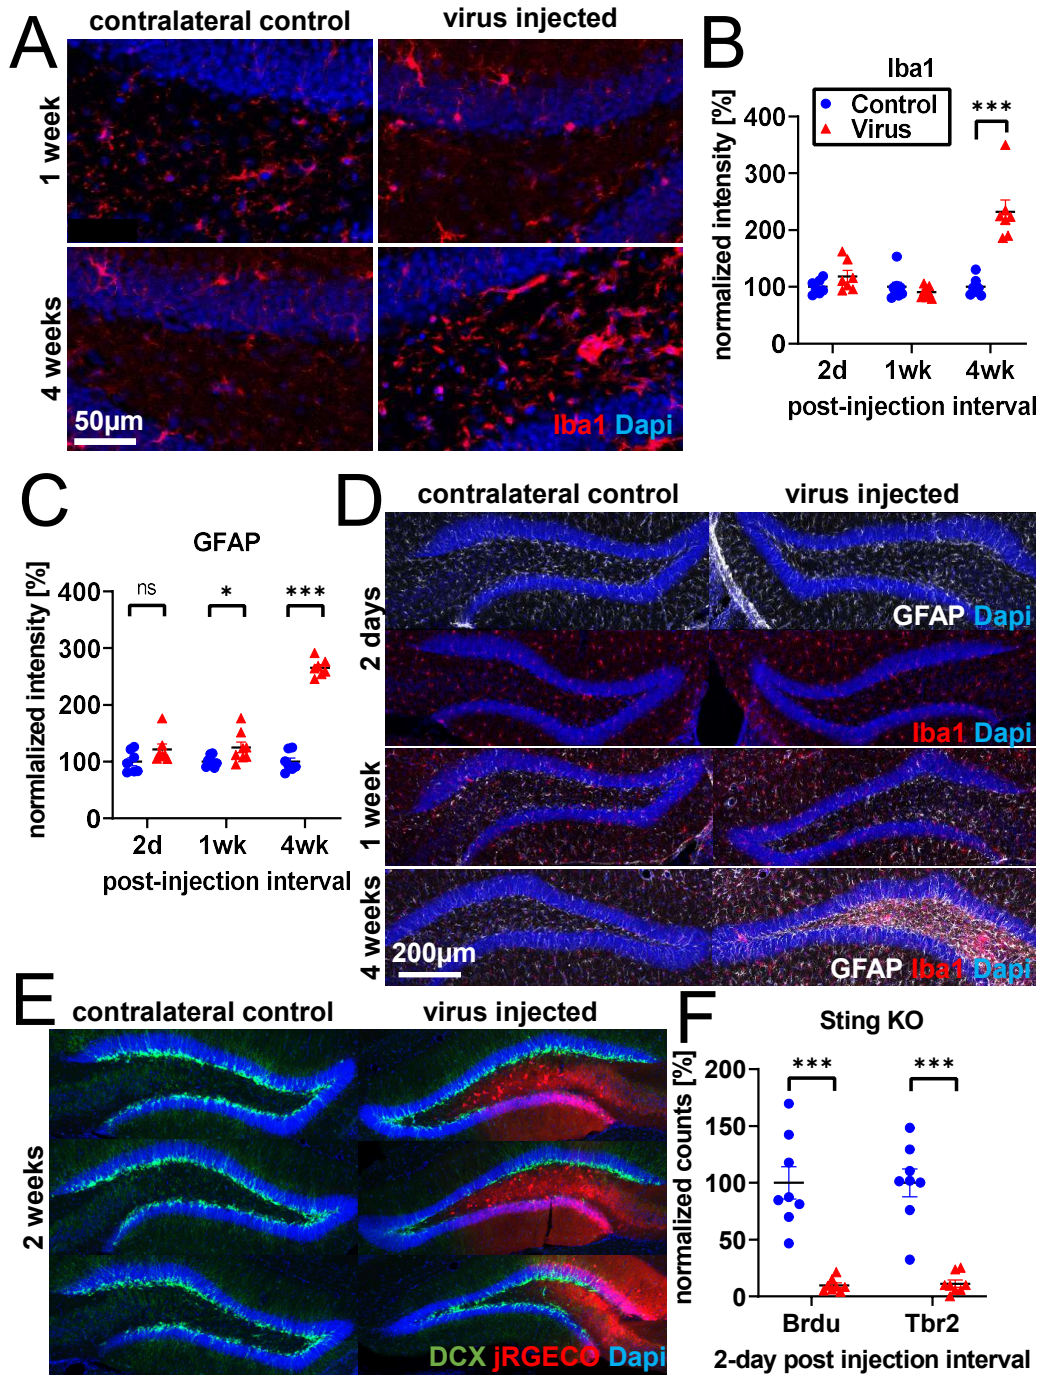 A
contralateral control
virus injected
1 week
4 weeks
50µm
Iba1 Dapi
B
Iba1
Control
Virus
***
normalized intensity [%]
400
300
200
100
0
2d 1wk 4wk
post-injection interval
C
GFAP
ns * ***
normlalized intensity [%]
400
300
200
100
0
2d 1wk 4wk
post-injection interval
D
contralateral control
virus injected
2 days
GFAP Dapi
Iba1 Dapi
1 week
4 weeks
200µm
GFAP Iba1 Dapi
E
contralateral control
virus injected
2 weeks
DCX jRGECO Dapi
F
Sting KO
*** ***
normalized counts [%]
200
150
100
50
0
Brdu Tbr2
2-day post injection interval